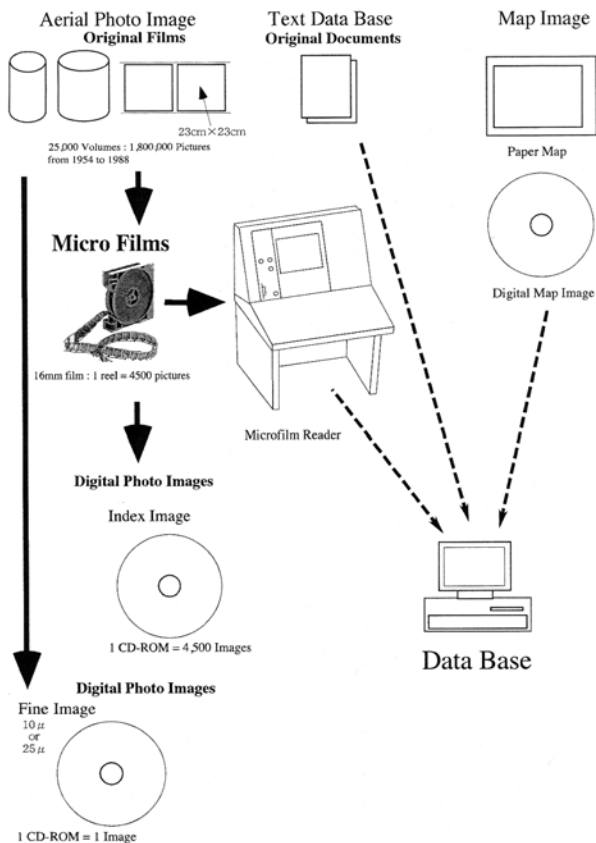 Aerial Photo Image
Original Films
23cm×23cm
25,000 Volumes : 1,800,000 Pictures
from 1954 to 1988
Text Data Base
Original Documents
Map Image
Paper Map
Digital Map Image
Micro Films
16mm film : 1 reel = 4500 pictures
Microfilm Reader
Digital Photo Images
Index Image
1 CD-ROM = 4,500 Images
Data Base
Digital Photo Images
Fine Image
10μ
or
25μ
1 CD-ROM = 1 Image